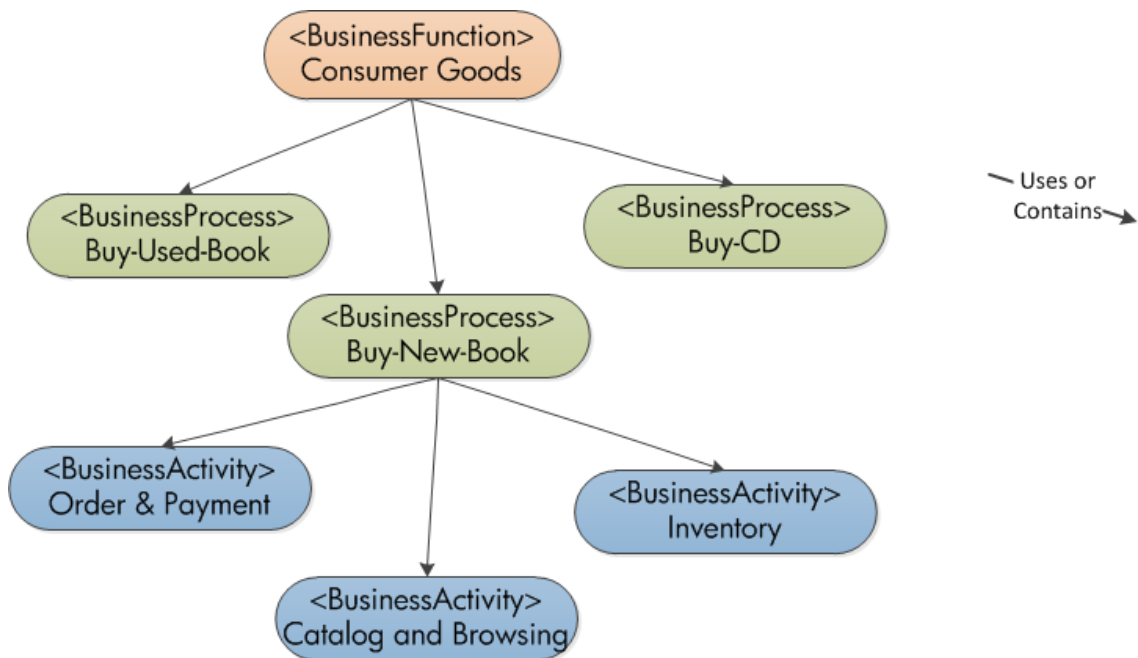 <BusinessFunction>
Consumer Goods
<BusinessProcess>
Buy-Used-Book
<BusinessProcess>
Buy-CD
Uses or
Contains
<BusinessProcess>
Buy-New-Book
<BusinessActivity>
Order & Payment
<BusinessActivity>
Inventory
<BusinessActivity>
Catalog and Browsing